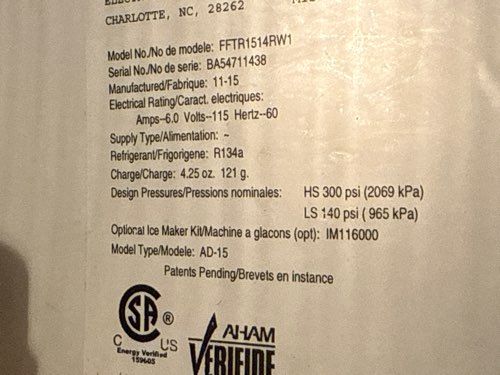 CHARLOTTE, NC, 28262
Model No./No de modele: FFTR1514RW1
Serial No./No de serie: BA54711438
Manufactured/Fabrique: 11-15
Electrical Rating/Caract. electriques:
Amps--6.0 Volts--115 Hertz--60
Supply Type/Alimentation: ~
Refrigerant/Frigorigene: R134a
Charge/Charge: 4.25 oz. 121 g.
Design Pressures/Pressions nominales: HS 300 psi (2069 kPa)
LS 140 psi ( 965 kPa)
Optional Ice Maker Kit/Machine a glacons (opt): IM116000
Model Type/Modele: AD-15
Patents Pending/Brevets en instance
SA ®
C US
Energy Verified
159605
AHAM
VERIFIDE